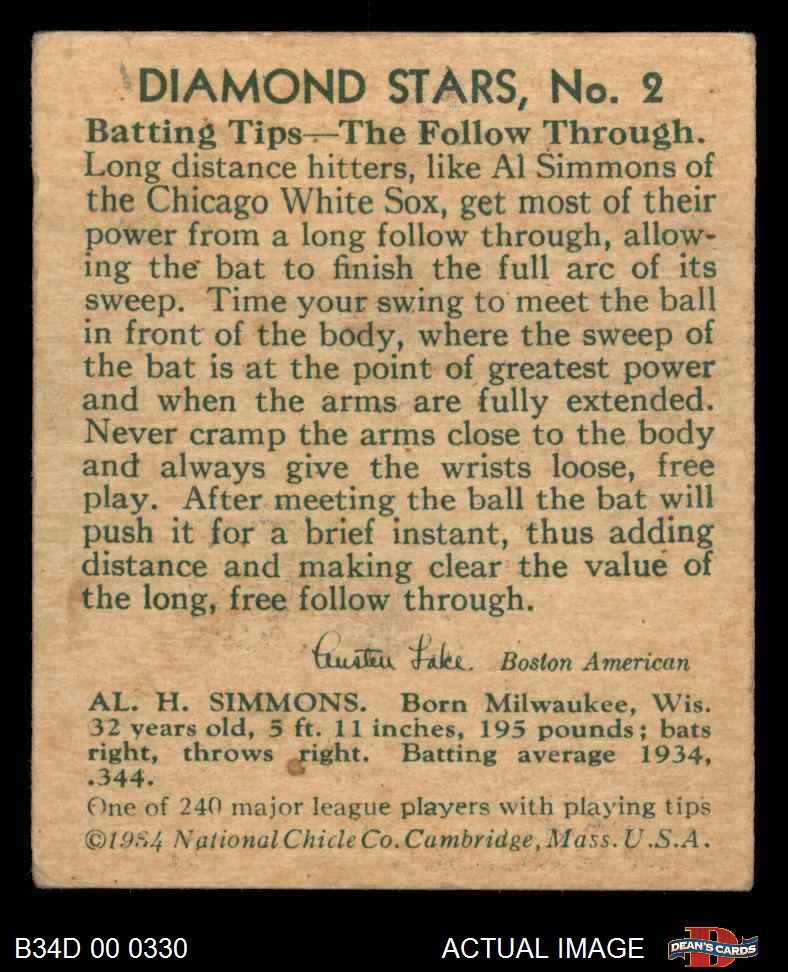 DIAMOND STARS, No. 2
Batting Tips—The Follow Through.
Long distance hitters, like Al Simmons of
the Chicago White Sox, get most of their
power from a long follow through, allow-
ing the bat to finish the full arc of its
sweep. Time your swing to meet the ball
in front of the body, where the sweep of
the bat is at the point of greatest power
and when the arms are fully extended.
Never cramp the arms close to the body
and always give the wrists loose, free
play. After meeting the ball the bat will
push it for a brief instant, thus adding
distance and making clear the value of
the long, free follow through.
Austen Lake. Boston American
AL. H. SIMMONS. Born Milwaukee, Wis.
32 years old, 5 ft. 11 inches, 195 pounds; bats
right, throws right. Batting average 1934,
.344.
One of 240 major league players with playing tips
©1934 National Chicle Co. Cambridge, Mass. U.S.A.
B34D 00 0330
ACTUAL IMAGE
D
DEAN'S CARDS